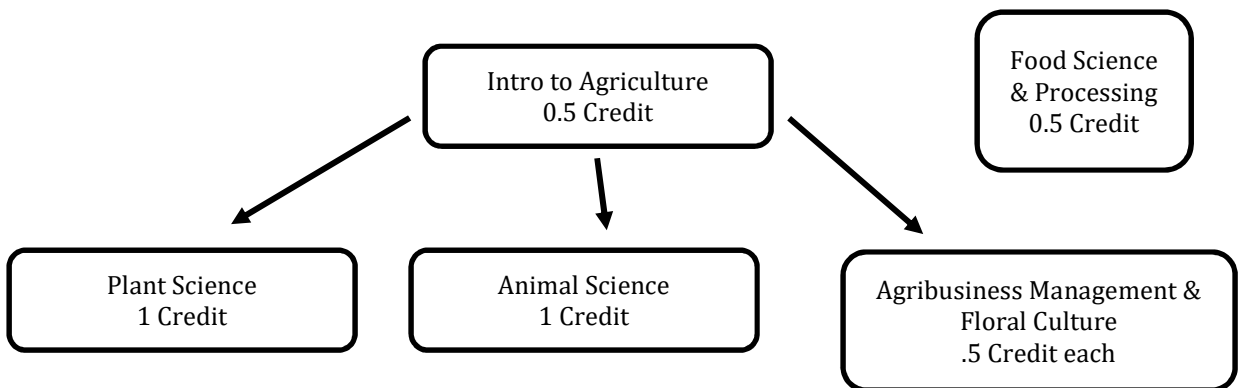 Intro to Agriculture
0.5 Credit
Food Science
& Processing
0.5 Credit
Plant Science
1 Credit
Animal Science
1 Credit
Agribusiness Management &
Floral Culture
.5 Credit each